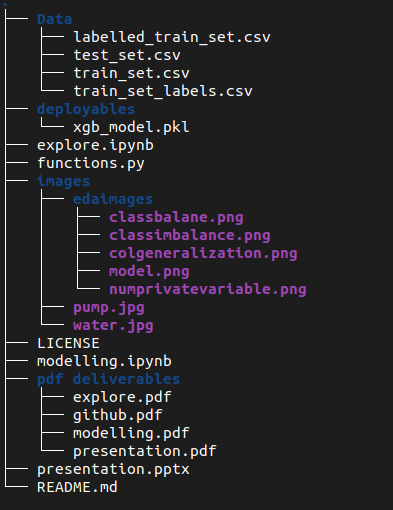 .
├── Data
│   ├── labelled_train_set.csv
│   ├── test_set.csv
│   ├── train_set.csv
│   └── train_set_labels.csv
├── deployables
│   └── xgb_model.pkl
├── explore.ipynb
├── functions.py
├── images
│   ├── edaimages
│   │   ├── classbalane.png
│   │   ├── classimbalance.png
│   │   ├── colgeneralization.png
│   │   ├── model.png
│   │   └── numprivatevariable.png
│   ├── pump.jpg
│   └── water.jpg
├── LICENSE
├── modelling.ipynb
├── pdf deliverables
│   ├── explore.pdf
│   ├── github.pdf
│   ├── modelling.pdf
│   └── presentation.pdf
├── presentation.pptx
└── README.md